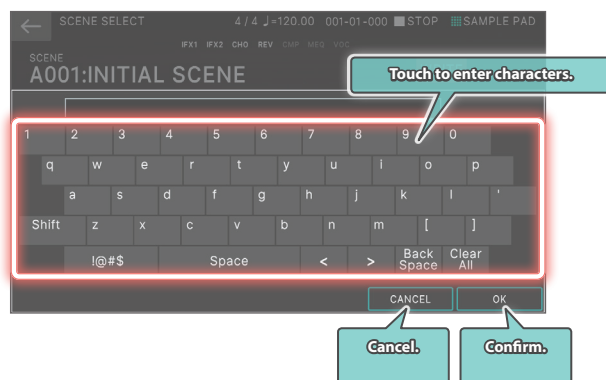 SCENE SELECT 4/4 ♩=120.00 001-01-000 STOP SAMPLE PAD
IFX1 IFX2 CHO REV CMF MEQ VOC
SCENE
A001:INITIAL SCENE
Touch to enter characters.
1 2 3 4 5 6 7 8 9 0
q w e r t y u i o p
a s d f g h j k l '
Shift z x c v b n m [ ]
!@#$ Space < > Back Space Clear All
CANCEL OK
Cancel. Confirm.